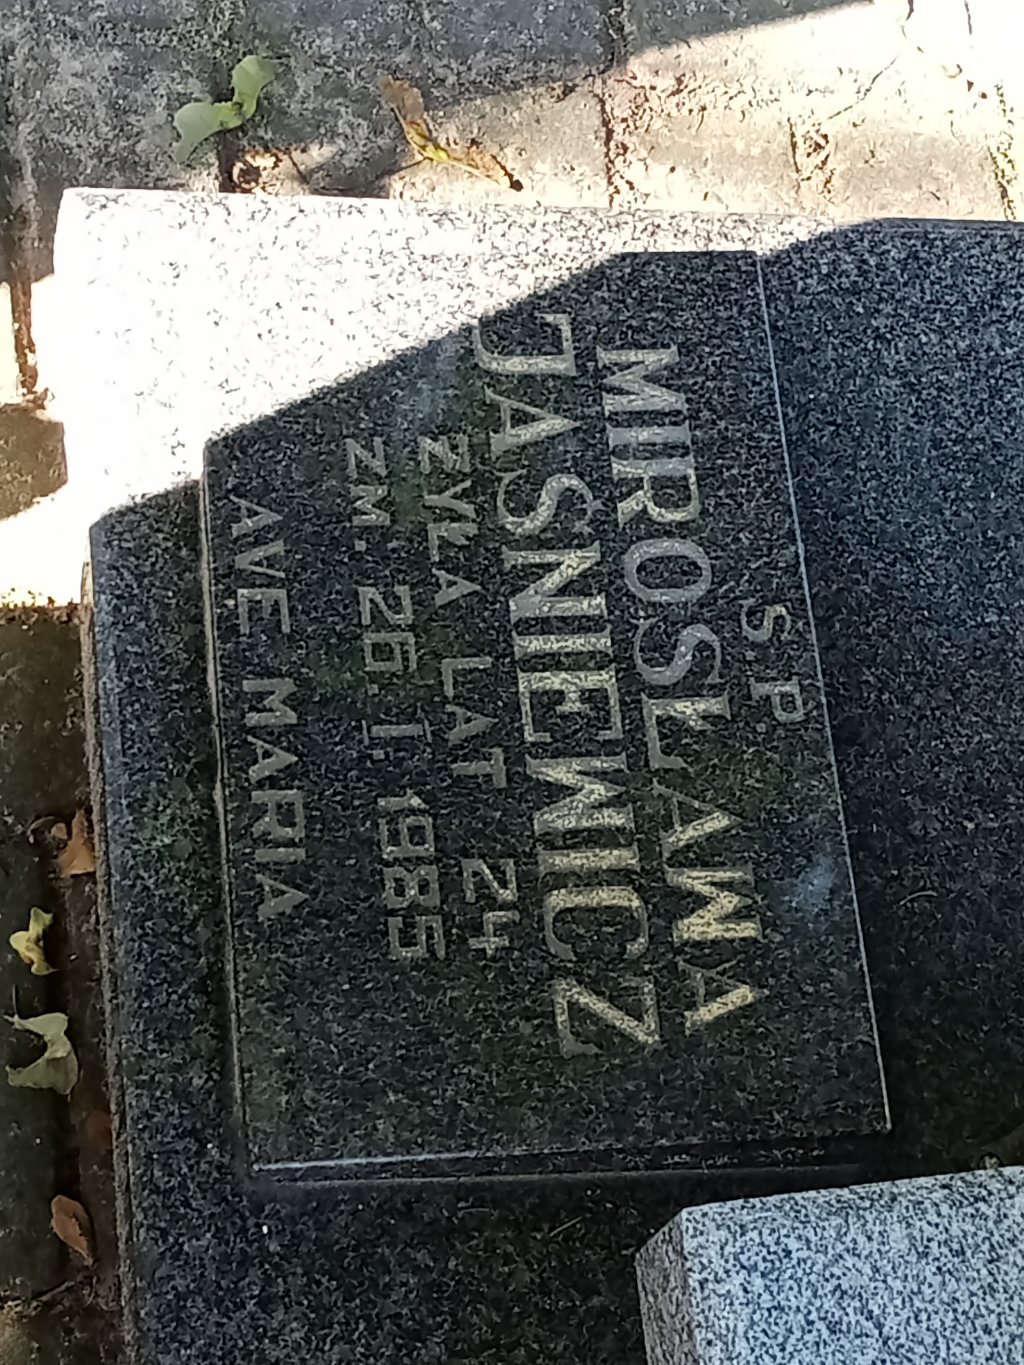 Ś.P.
MIROSŁAWA
JAŚNIEWICZ
ŻYŁA LAT 24
ZM. 26. I. 1985
AVE MARIA